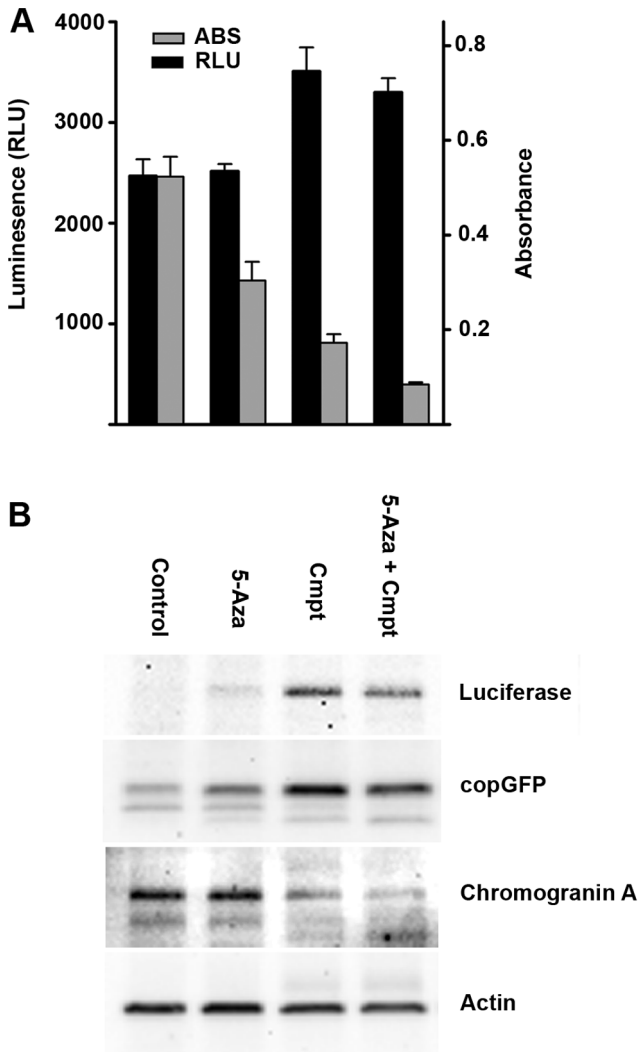 A
4000
3000
2000
1000
Luminesence (RLU)
ABS
RLU
0.8
0.6
0.4
0.2
Absorbance
B
Control
5-Aza
Cmpt
5-Aza + Cmpt
Luciferase
copGFP
Chromogranin A
Actin